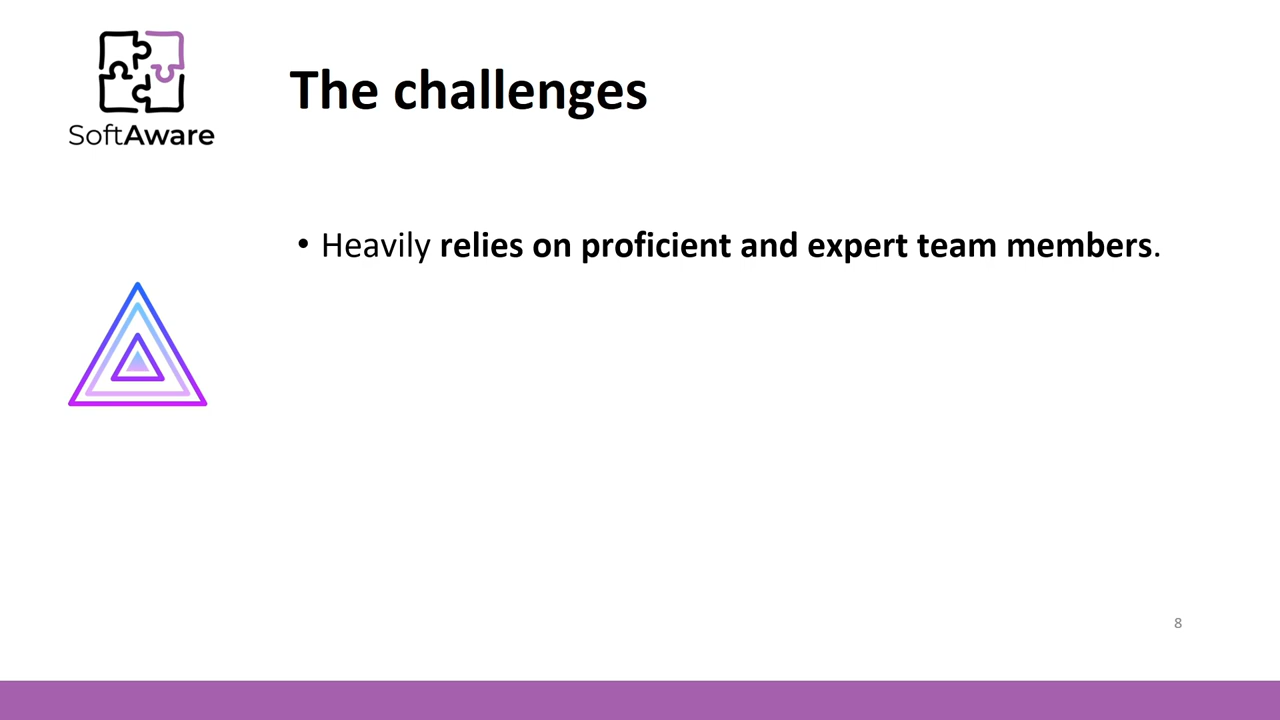 SoftAware
The challenges
• Heavily relies on proficient and expert team members.
8